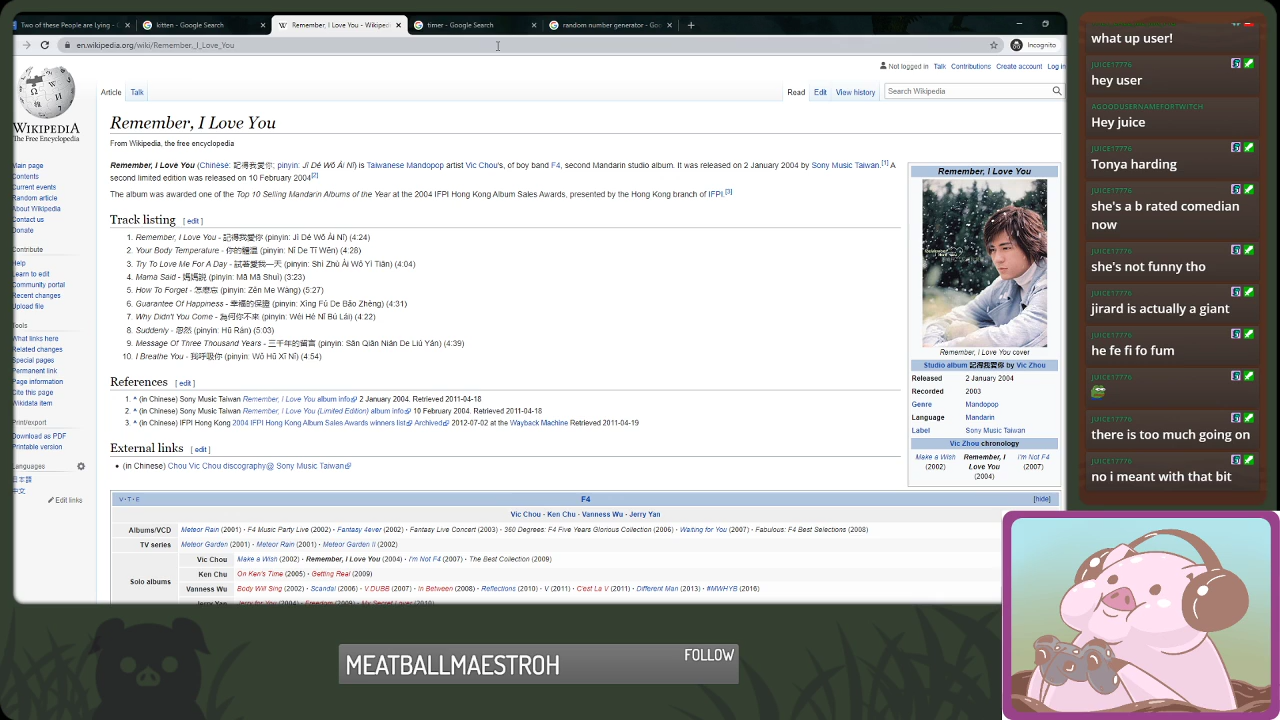 Two of these People are Lying -
kitten - Google Search
Remember, I Love You - Wikiped
timer - Google Search
random number generator - Goo
en.wikipedia.org/wiki/Remember,_I_Love_You
Incognito
Not logged in Talk Contributions Create account Log in
Article Talk
Read Edit View history
Search Wikipedia
WIKIPEDIA
The Free Encyclopedia
Main page
Contents
Current events
Random article
About Wikipedia
Contact us
Donate
Contribute
Help
Learn to edit
Community portal
Recent changes
Upload file
Tools
What links here
Related changes
Special pages
Permanent link
Page information
Cite this page
Wikidata item
Print/export
Download as PDF
Printable version
Languages
日本語
中文
Edit links
Remember, I Love You
From Wikipedia, the free encyclopedia
Remember, I Love You (Chinese: 記得我愛你; pinyin: Jì Dé Wǒ Ài Nǐ) is Taiwanese Mandopop artist Vic Chou's, of boy band F4, second Mandarin studio album. It was released on 2 January 2004 by Sony Music Taiwan.[1] A
second limited edition was released on 10 February 2004[2]
The album was awarded one of the Top 10 Selling Mandarin Albums of the Year at the 2004 IFPI Hong Kong Album Sales Awards, presented by the Hong Kong branch of IFPI.[3]
Track listing [ edit ]
1. Remember, I Love You - 記得我愛你 (pinyin: Jì Dé Wǒ Ài Nǐ) (4:24)
2. Your Body Temperature - 你的體溫 (pinyin: Nǐ De Tǐ Wēn) (4:28)
3. Try To Love Me For A Day - 試著愛我一天 (pinyin: Shì Zhù Ài Wǒ Yī Tiān) (4:04)
4. Mama Said - 媽媽說 (pinyin: Mā Mā Shuī) (3:23)
5. How To Forget - 怎麼忘 (pinyin: Zěn Me Wàng) (5:27)
6. Guarantee Of Happiness - 幸福的保證 (pinyin: Xìng Fú De Bǎo Zhèng) (4:31)
7. Why Didn't You Come - 為何你不來 (pinyin: Wèi Hé Nǐ Bú Lái) (4:22)
8. Suddenly - 忽然 (pinyin: Hū Rán) (5:03)
9. Message Of Three Thousand Years - 三千年的留言 (pinyin: Sān Qiān Nián De Liú Yán) (4:39)
10. I Breathe You - 我呼吸你 (pinyin: Wǒ Hū Xī Nǐ) (4:54)
References [ edit ]
1. ^ (in Chinese) Sony Music Taiwan Remember, I Love You album info 2 January 2004. Retrieved 2011-04-18
2. ^ (in Chinese) Sony Music Taiwan Remember, I Love You (Limited Edition) album info 10 February 2004. Retrieved 2011-04-18
3. ^ (in Chinese) IFPI Hong Kong 2004 IFPI Hong Kong Album Sales Awards winners list Archived 2012-07-02 at the Wayback Machine Retrieved 2011-04-19
External links [ edit ]
• (in Chinese) Chou Vic Chou discography@ Sony Music Taiwan
Remember, I Love You
Remember, I Love You cover
Studio album 記得我愛你 by Vic Zhou
Released 2 January 2004
Recorded 2003
Genre Mandopop
Language Mandarin
Label Sony Music Taiwan
Vic Zhou chronology
Make a Wish (2002) Remember, I Love You (2004) I'm Not F4 (2007)
V·T·E F4 [hide]
Vic Chou · Ken Chu · Vanness Wu · Jerry Yan
Albums/VCD Meteor Rain (2001) · F4 Music Party Live (2002) · Fantasy 4ever (2002) · Fantasy Live Concert (2003) · 360 Degrees: F4 Five Years Glorious Collection (2006) · Waiting for You (2007) · Fabulous: F4 Best Selections (2008)
TV series Meteor Garden (2001) · Meteor Rain (2001) · Meteor Garden II (2002)
Solo albums
Vic Chou Make a Wish (2002) · Remember, I Love You (2004) · I'm Not F4 (2007) · The Best Collection (2009)
Ken Chu On Ken's Time (2005) · Getting Real (2009)
Vanness Wu Body Will Sing (2002) · Scandal (2006) · V.DUBB (2007) · In Between (2008) · Reflections (2010) · V (2011) · C'est La V (2011) · Different Man (2013) · #MWHYB (2016)
what up user!
JUICE17776
hey user
AGOODUSERNAMEFORTWITCH
Hey juice
JUICE17776
Tonya harding
JUICE17776
she's a b rated comedian
now
JUICE17776
she's not funny tho
JUICE17776
jirard is actually a giant
JUICE17776
he fe fi fo fum
JUICE17776
JUICE17776
there is too much going on
JUICE17776
no i meant with that bit
MEATBALLMAESTROH FOLLOW